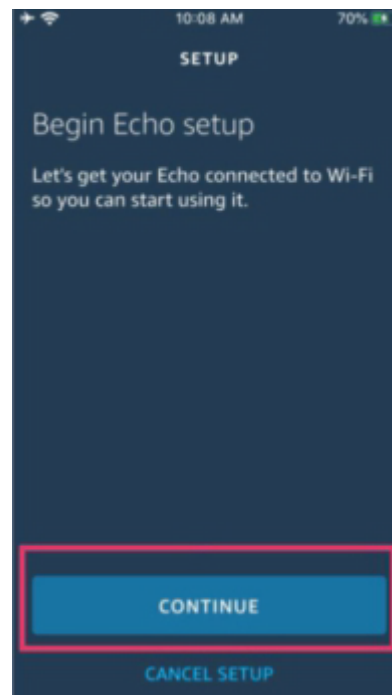 10:08 AM 70%
SETUP
Begin Echo setup
Let's get your Echo connected to Wi-Fi
so you can start using it.
CONTINUE
CANCEL SETUP